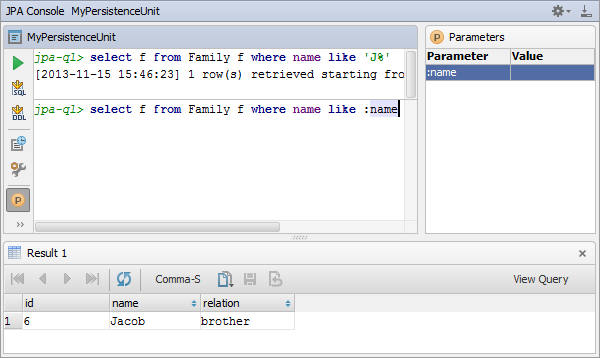 JPA Console MyPersistenceUnit
MyPersistenceUnit
jpa-ql> select f from Family f where name like 'J%'
[2013-11-15 15:46:23] 1 row(s) retrieved starting fro
jpa-ql> select f from Family f where name like :name
SQL
DDL
P
>>
P Parameters
Parameter Value
:name
Result 1
Comma-S
View Query
id name relation
1 6 Jacob brother